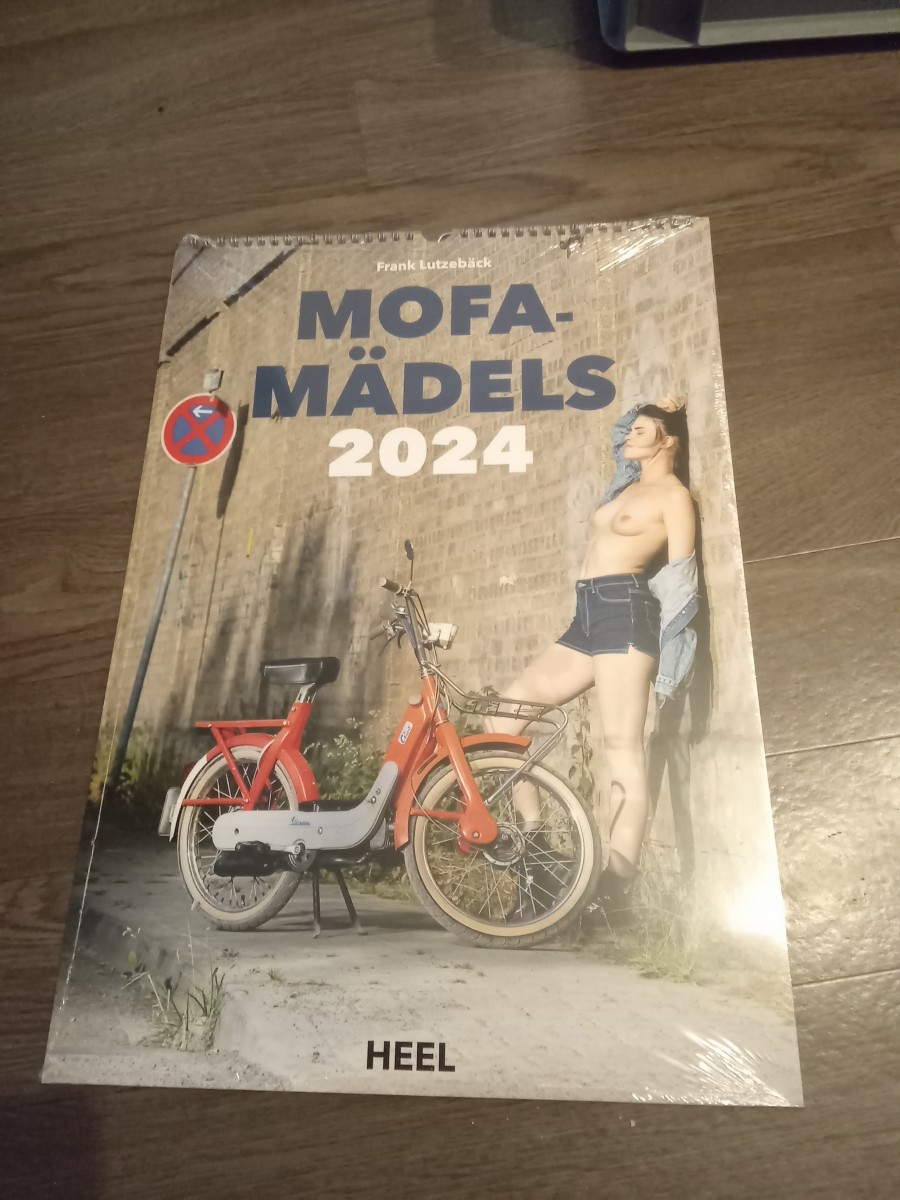 Frank Lutzebäck
MOFA-
MÄDELS
2024
HEEL